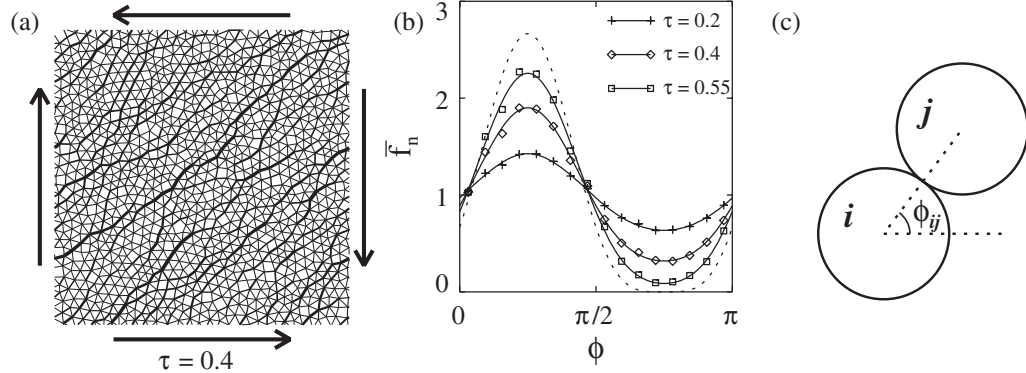 (a)
τ = 0.4
(b)
3
2
1
0
f̄n
0
π/2
π
ϕ
τ = 0.2
τ = 0.4
τ = 0.55
(c)
j
i
ϕij